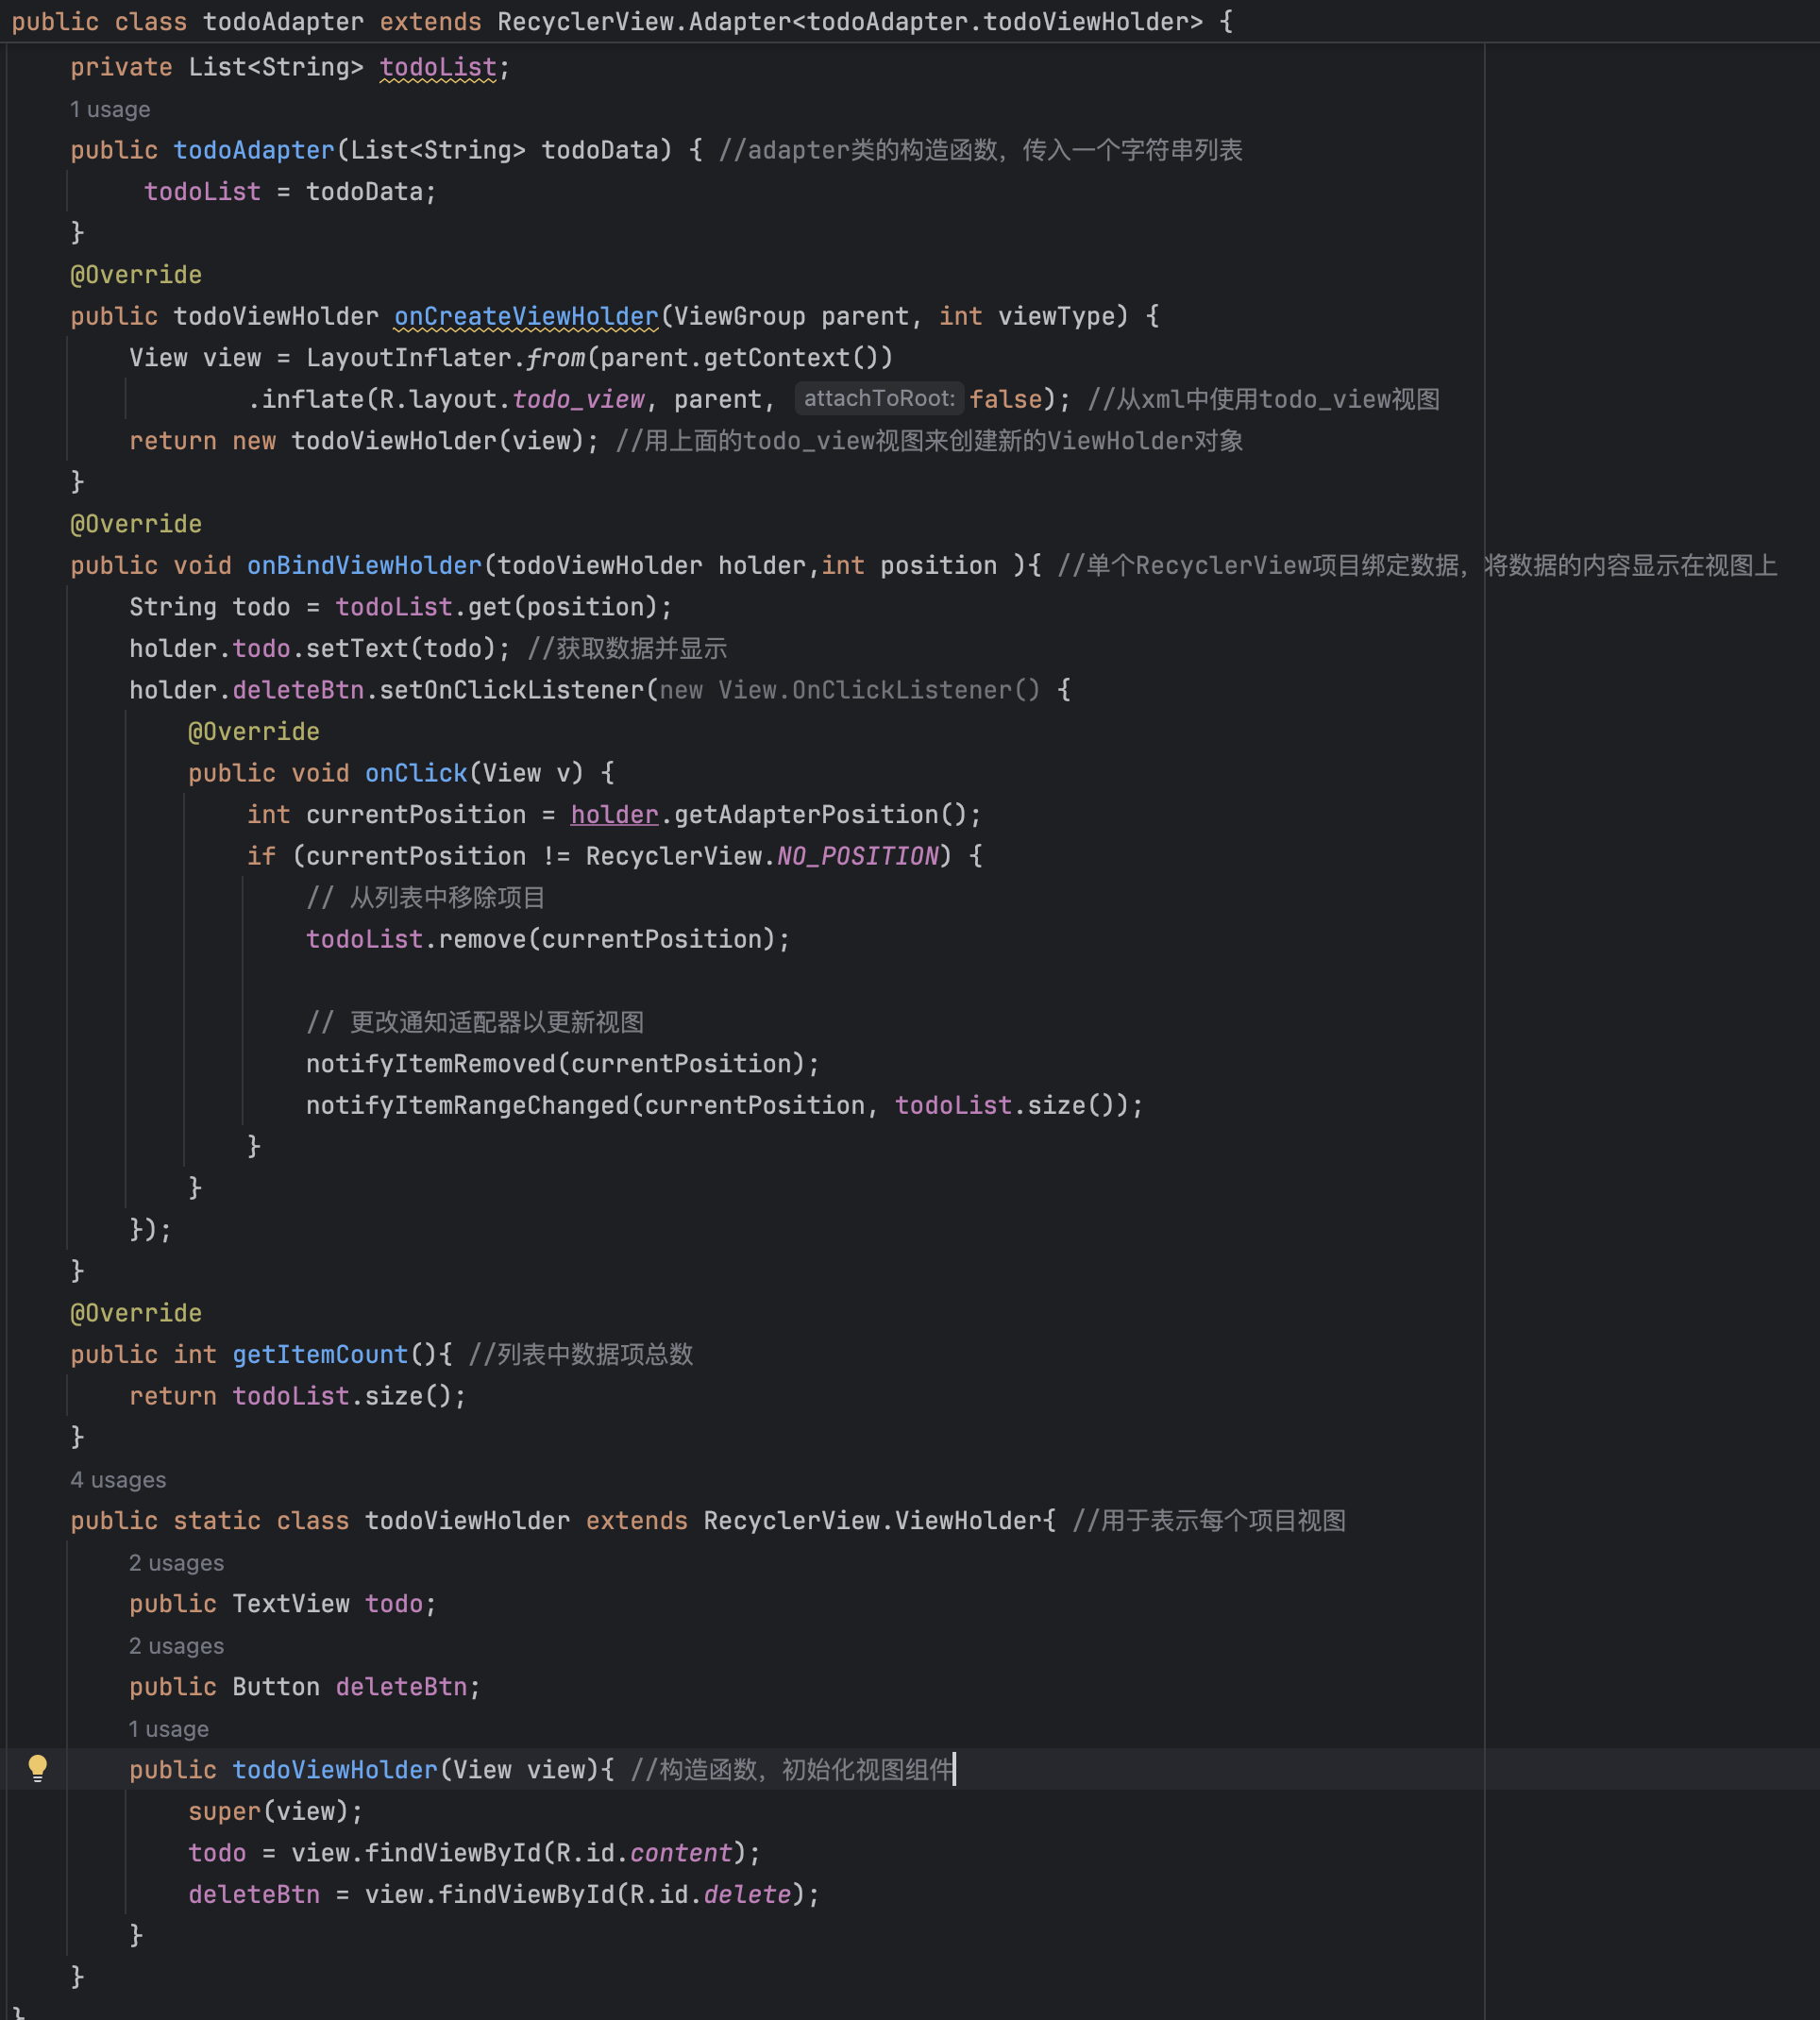 public class todoAdapter extends RecyclerView.Adapter<todoAdapter.todoViewHolder> {
private List<String> todoList;
1 usage
public todoAdapter(List<String> todoData) { //adapter类的构造函数，传入一个字符串列表
todoList = todoData;
}
@Override
public todoViewHolder onCreateViewHolder(ViewGroup parent, int viewType) {
View view = LayoutInflater.from(parent.getContext())
.inflate(R.layout.todo_view, parent, attachToRoot: false); //从xml中使用todo_view视图
return new todoViewHolder(view); //用上面的todo_view视图来创建新的ViewHolder对象
}
@Override
public void onBindViewHolder(todoViewHolder holder,int position ){ //单个RecyclerView项目绑定数据，将数据的内容显示在视图上
String todo = todoList.get(position);
holder.todo.setText(todo); //获取数据并显示
holder.deleteBtn.setOnClickListener(new View.OnClickListener() {
@Override
public void onClick(View v) {
int currentPosition = holder.getAdapterPosition();
if (currentPosition != RecyclerView.NO_POSITION) {
// 从列表中移除项目
todoList.remove(currentPosition);
// 更改通知适配器以更新视图
notifyItemRemoved(currentPosition);
notifyItemRangeChanged(currentPosition, todoList.size());
}
}
});
}
@Override
public int getItemCount(){ //列表中数据项总数
return todoList.size();
}
4 usages
public static class todoViewHolder extends RecyclerView.ViewHolder{ //用于表示每个项目视图
2 usages
public TextView todo;
2 usages
public Button deleteBtn;
1 usage
public todoViewHolder(View view){ //构造函数，初始化视图组件
super(view);
todo = view.findViewById(R.id.content);
deleteBtn = view.findViewById(R.id.delete);
}
}
}